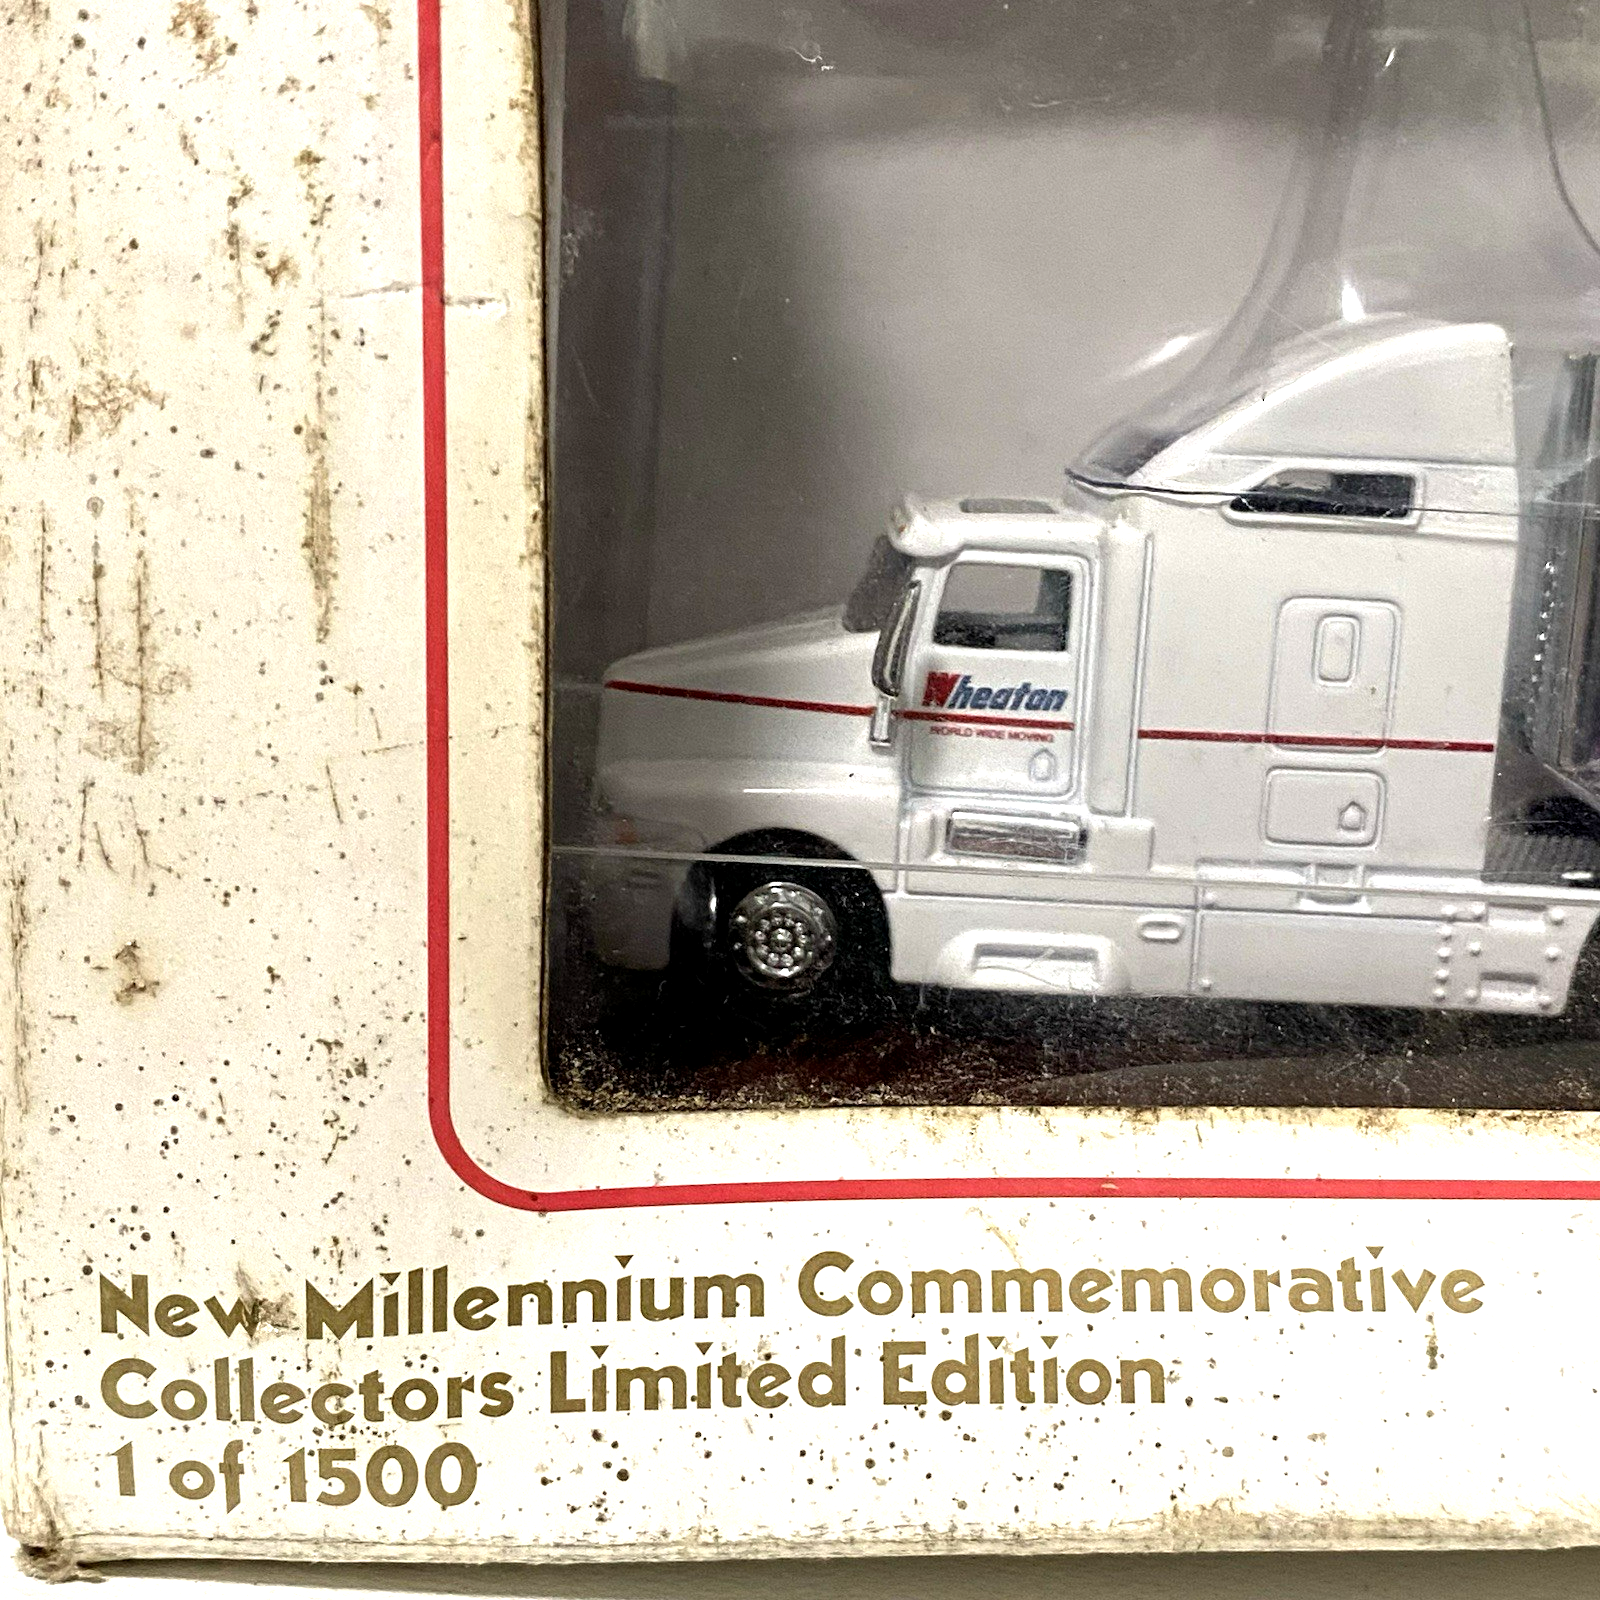 Wheaton
WORLD WIDE MOVING
New Millennium Commemorative
Collectors Limited Edition
1 of 1500